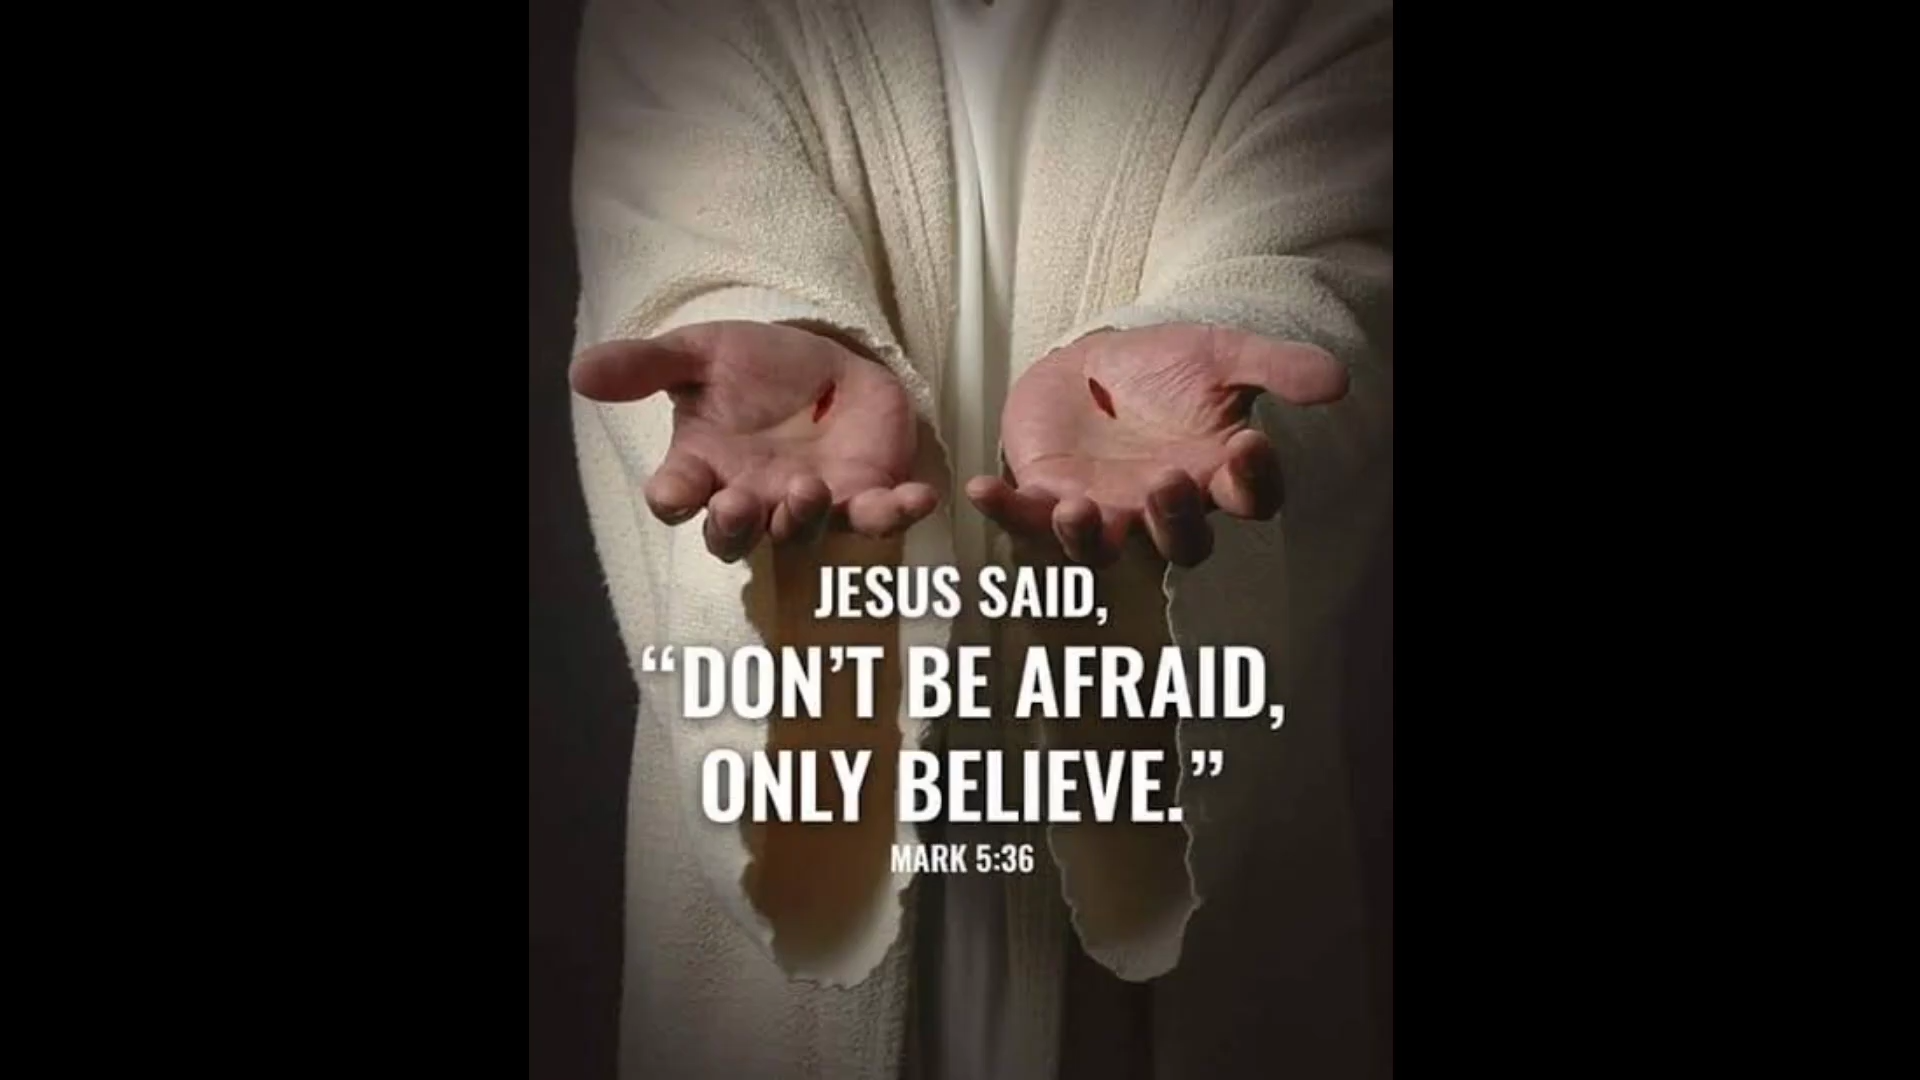 JESUS SAID,
“DON’T BE AFRAID,
ONLY BELIEVE.”
MARK 5:36